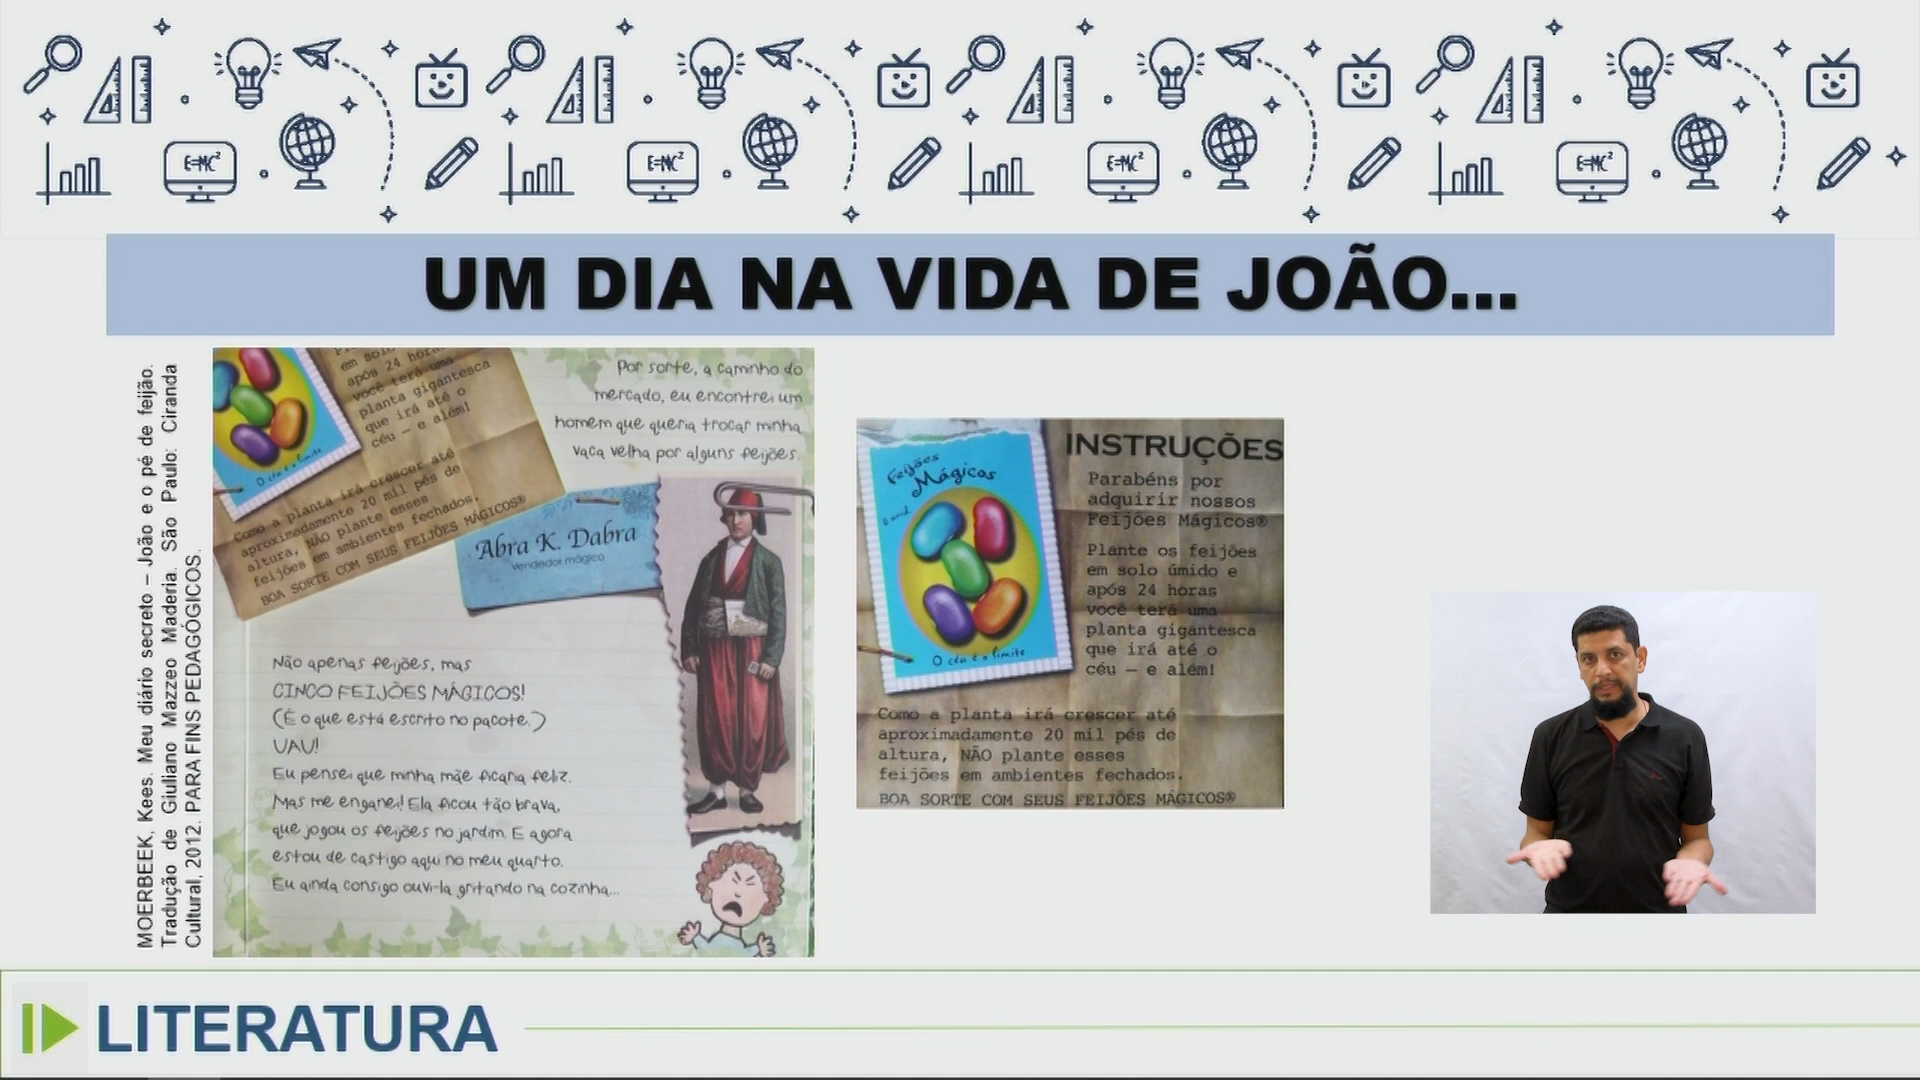 E=MC²
E=MC²
E=MC²
E=MC²
UM DIA NA VIDA DE JOÃO...
MOERBEEK, Kees. Meu diário secreto – João e o pé de feijão.
Tradução de Giuliano Mazzeo Maderia. São Paulo: Ciranda
Cultural, 2012. PARA FINS PEDAGÓGICOS.
em solo
após 24 horas
você terá uma
planta gigantesca
que irá até o
céu — e além!
O céu é o limite
Como a planta irá crescer até
aproximadamente 20 mil pés de
altura, NÃO plante esses
feijões em ambientes fechados.
BOA SORTE COM SEUS FEIJÕES MÁGICOS®
Por sorte, a caminho do
mercado, eu encontrei um
homem que queria trocar minha
vaca velha por alguns feijões.
Abra K. Dabra
Vendedor mágico
Não apenas feijões, mas
CINCO FEIJÕES MÁGICOS!
(É o que está escrito no pacote.)
UAU!
Eu pensei que minha mãe ficaria feliz.
Mas me enganei! Ela ficou tão brava,
que jogou os feijões no jardim. E agora
estou de castigo aqui no meu quarto.
Eu ainda consigo ouvi-la gritando na cozinha...
Feijões
Mágicos
O céu é o limite
INSTRUÇÕES
Parabéns por
adquirir nossos
Feijões Mágicos®
Plante os feijões
em solo úmido e
após 24 horas
você terá uma
planta gigantesca
que irá até o
céu — e além!
Como a planta irá crescer até
aproximadamente 20 mil pés de
altura, NÃO plante esses
feijões em ambientes fechados.
BOA SORTE COM SEUS FEIJÕES MÁGICOS®
LITERATURA